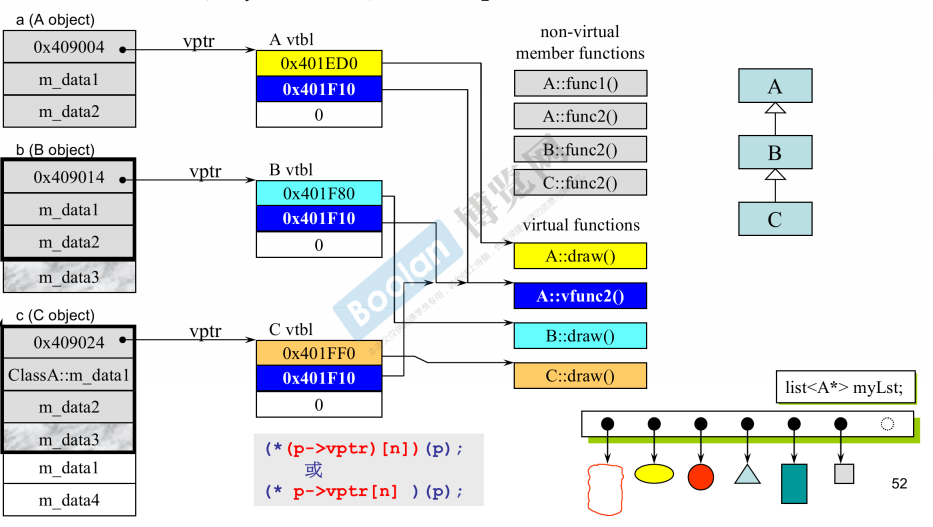 a (A object)
0x409004
m_data1
m_data2
vptr
A vtbl
0x401ED0
0x401F10
0
b (B object)
0x409014
m_data1
m_data2
m_data3
vptr
B vtbl
0x401F80
0x401F10
0
c (C object)
0x409024
ClassA::m_data1
m_data2
m_data3
m_data1
m_data4
vptr
C vtbl
0x401FF0
0x401F10
0
(*(p->vptr)[n])(p);
或
(* p->vptr[n] )(p);
non-virtual
member functions
A::func1()
A::func2()
B::func2()
C::func2()
virtual functions
A::draw()
A::vfunc2()
B::draw()
C::draw()
A
B
C
list<A*> myLst;
52
Boolan
博览网